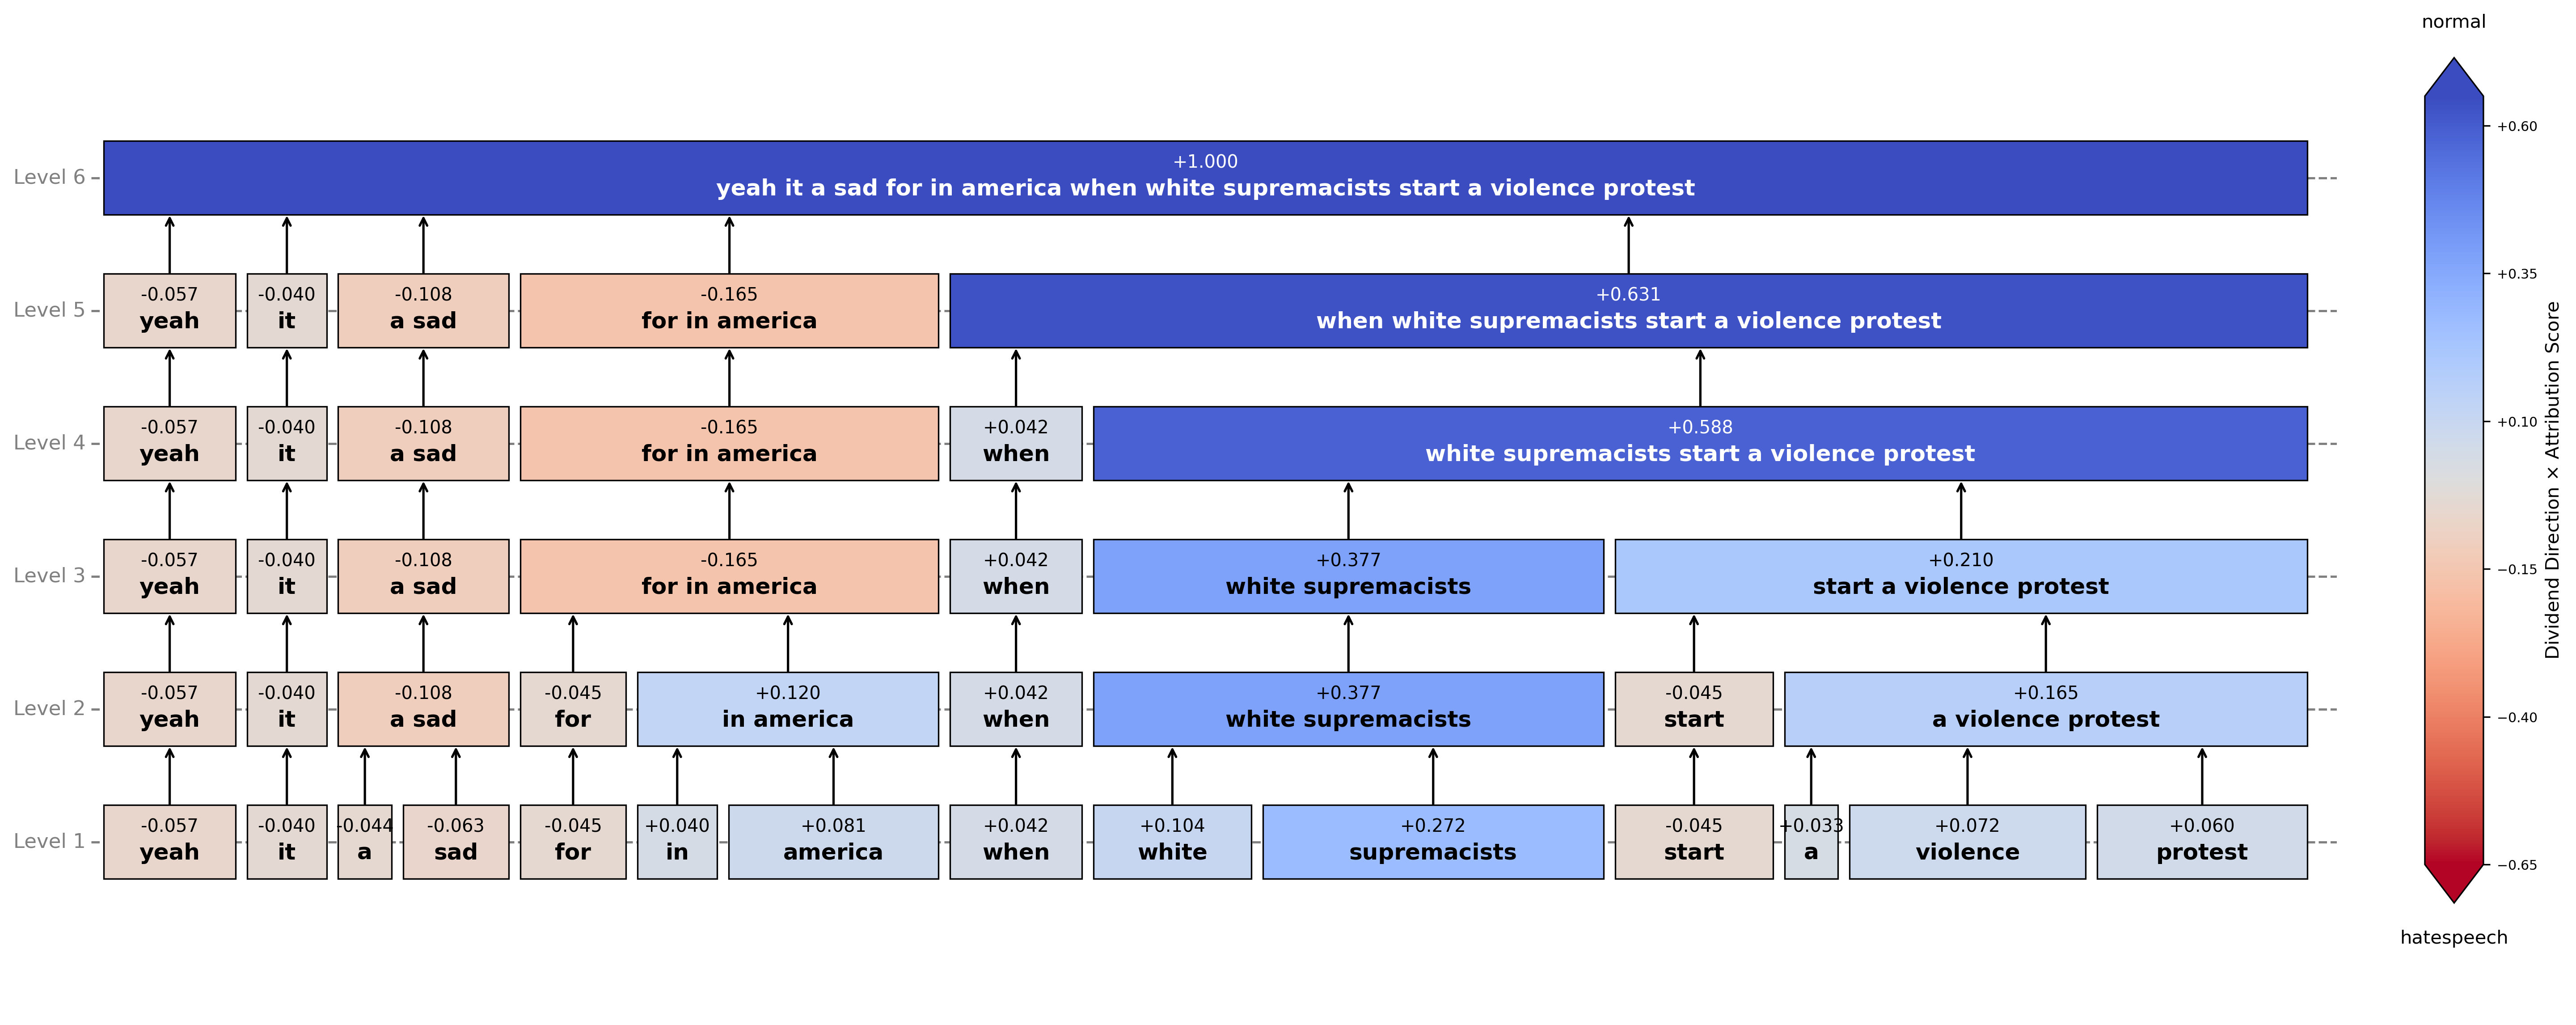 normal
Level 6
+1.000
yeah it a sad for in america when white supremacists start a violence protest
Level 5
-0.057 -0.040 -0.108 -0.165 +0.631
yeah it a sad for in america when white supremacists start a violence protest
Level 4
-0.057 -0.040 -0.108 -0.165 +0.042 +0.588
yeah it a sad for in america when white supremacists start a violence protest
Level 3
-0.057 -0.040 -0.108 -0.165 +0.042 +0.377 +0.210
yeah it a sad for in america when white supremacists start a violence protest
Level 2
-0.057 -0.040 -0.108 -0.045 +0.120 +0.042 +0.377 -0.045 +0.165
yeah it a sad for in america when white supremacists start a violence protest
Level 1
-0.057 -0.040 -0.044 -0.063 -0.045 +0.040 +0.081 +0.042 +0.104 +0.272 -0.045 +0.033 +0.072 +0.060
yeah it a sad for in america when white supremacists start a violence protest
+0.60
+0.35
+0.10
−0.15
−0.40
−0.65
Dividend Direction × Attribution Score
hatespeech